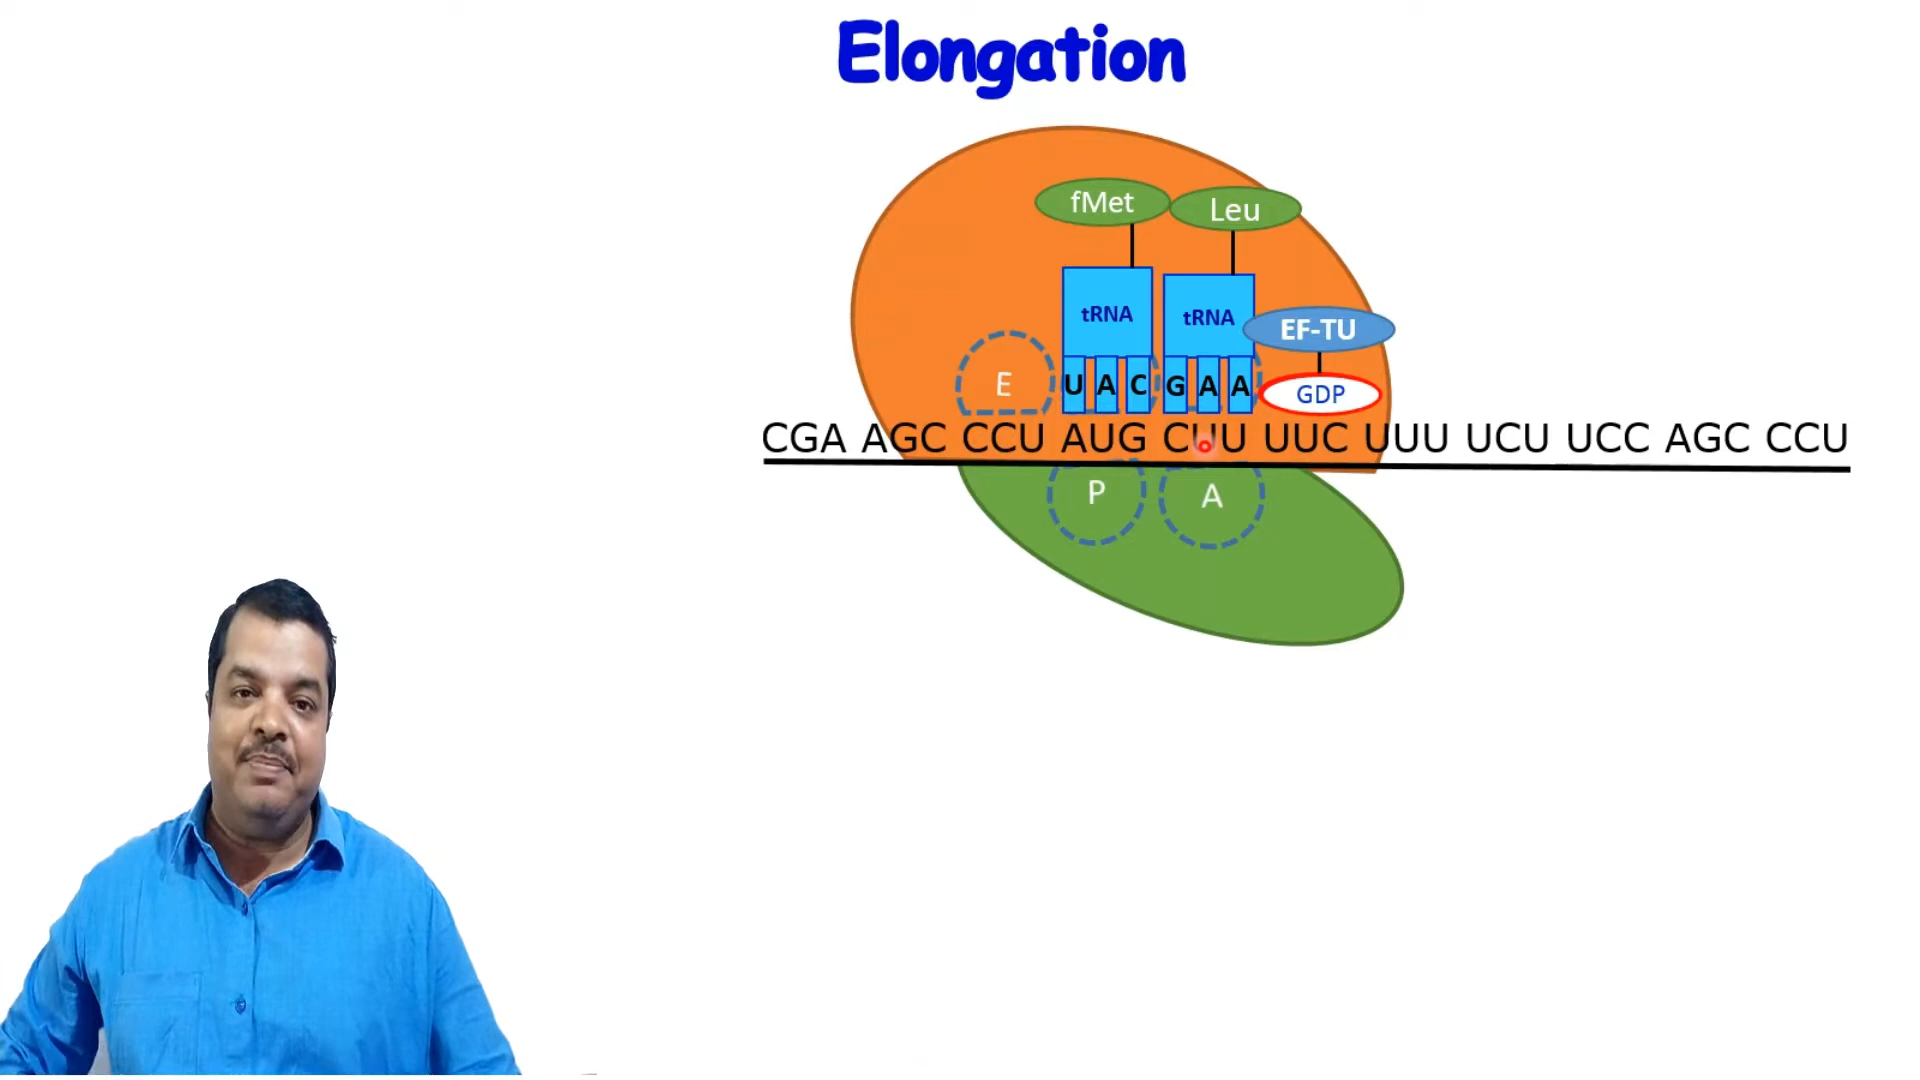 Elongation
fMet Leu
tRNA tRNA EF-TU
E U A C G A A GDP
CGA AGC CCU AUG CUU UUC UUU UCU UCC AGC CCU
P A